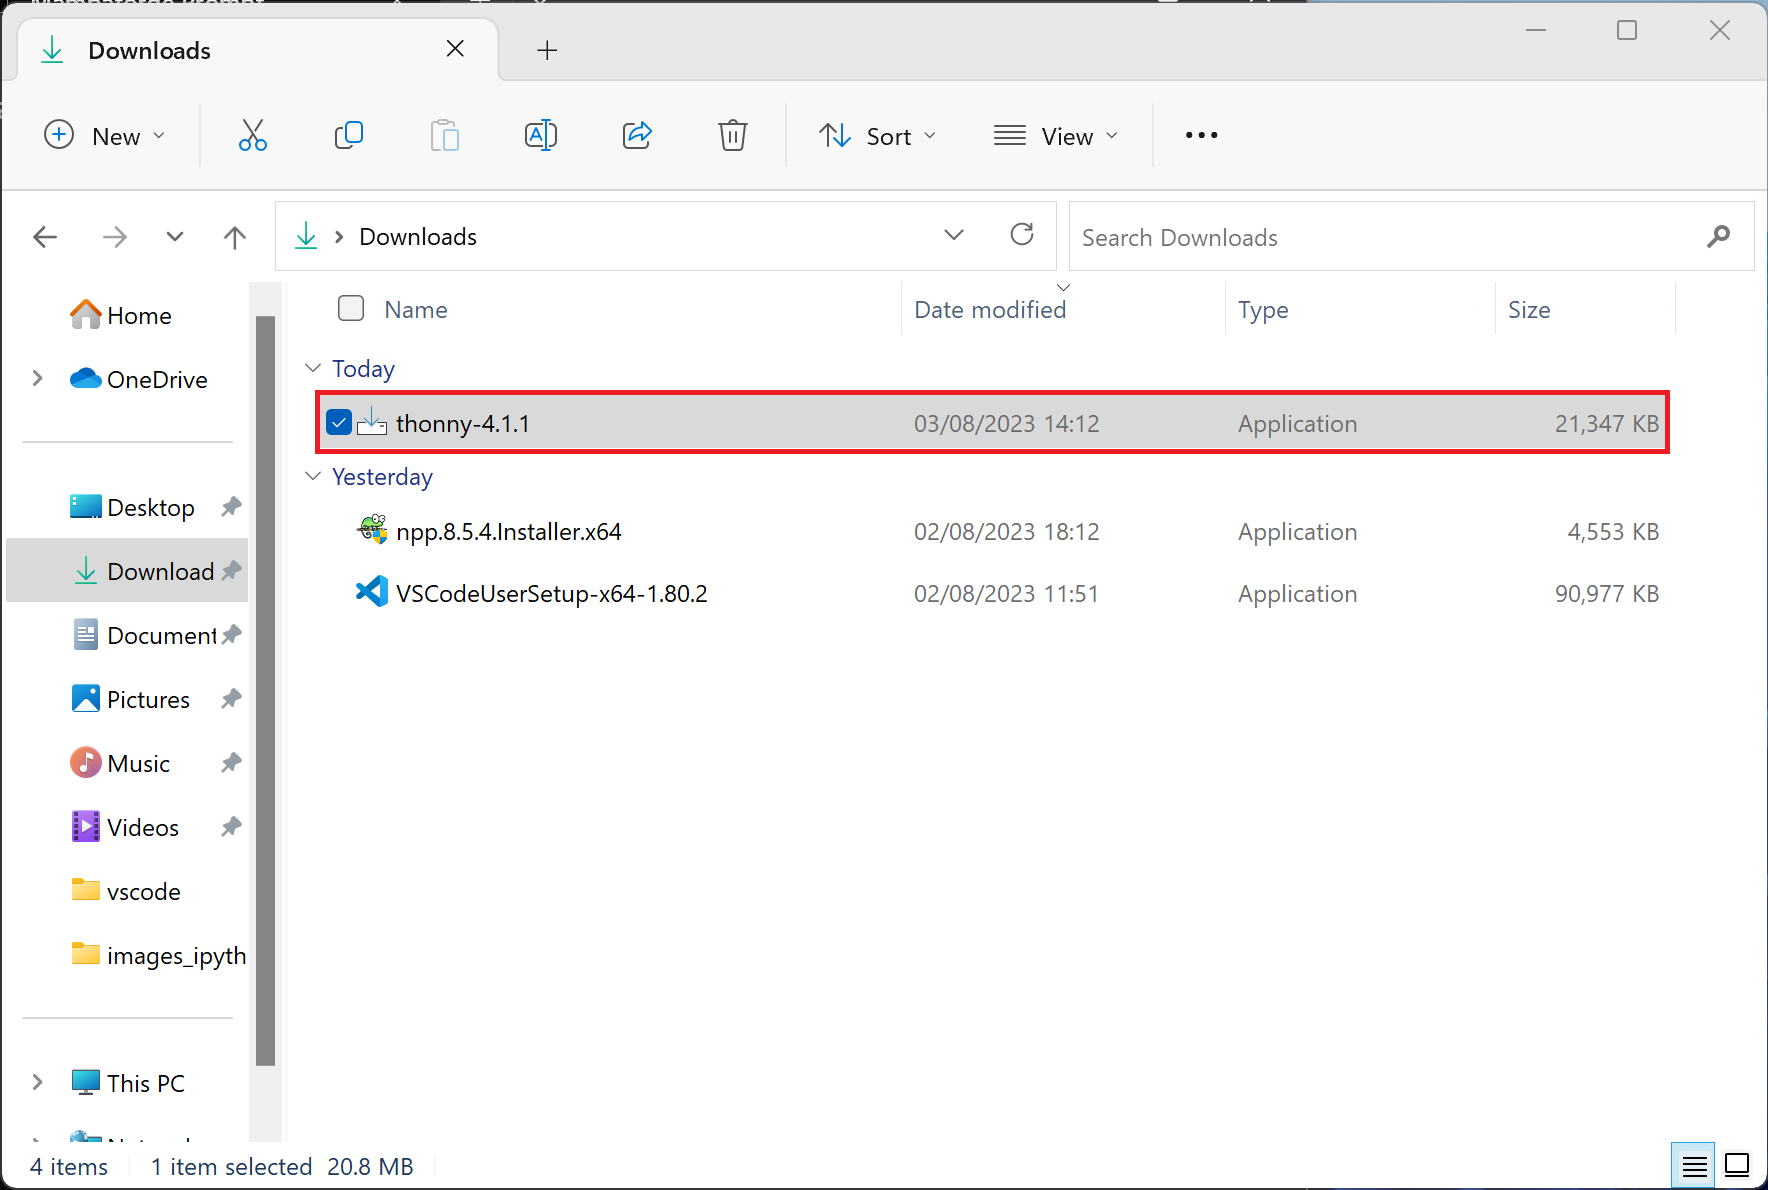 Downloads
New
Sort
View
Downloads
Search Downloads
Name
Date modified
Type
Size
Home
OneDrive
Desktop
Download
Document
Pictures
Music
Videos
vscode
images_ipyth
This PC
Today
thonny-4.1.1 03/08/2023 14:12 Application 21,347 KB
Yesterday
npp.8.5.4.Installer.x64 02/08/2023 18:12 Application 4,553 KB
VSCodeUserSetup-x64-1.80.2 02/08/2023 11:51 Application 90,977 KB
4 items 1 item selected 20.8 MB